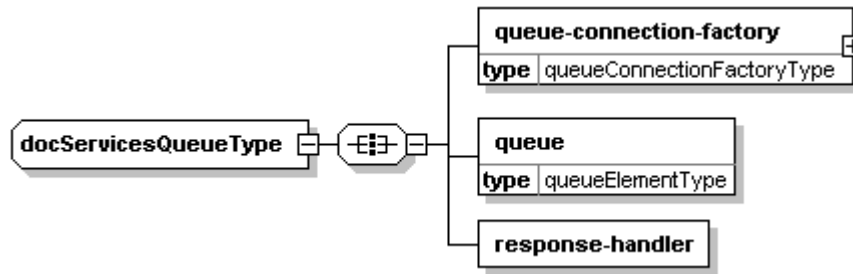 docServicesQueueType
queue-connection-factory
type queueConnectionFactoryType
queue
type queueElementType
response-handler